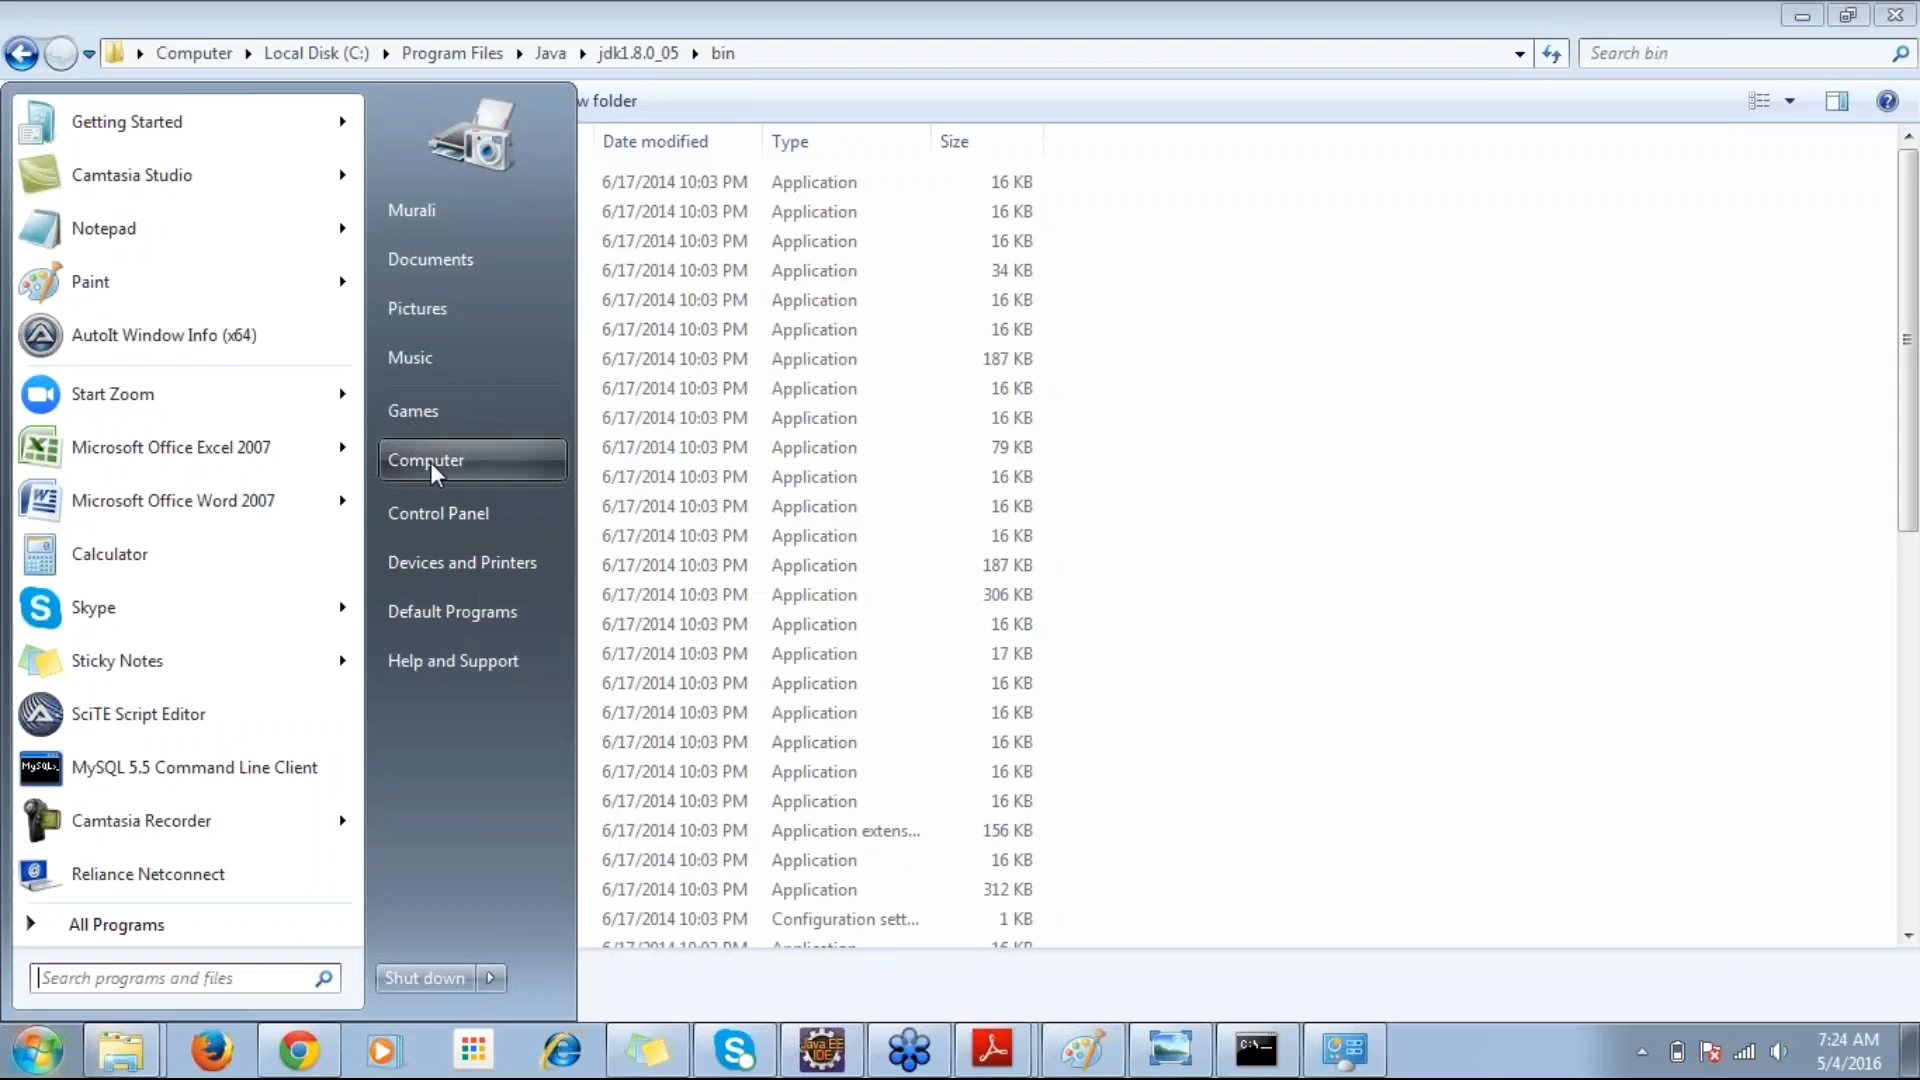 Computer Local Disk (C:) Program Files Java jdk1.8.0_05 bin
Search bin
w folder
Getting Started
Camtasia Studio
Notepad
Paint
AutoIt Window Info (x64)
Start Zoom
Microsoft Office Excel 2007
Microsoft Office Word 2007
Calculator
Skype
Sticky Notes
SciTE Script Editor
MySQL 5.5 Command Line Client
Camtasia Recorder
Reliance Netconnect
All Programs
Search programs and files
Murali
Documents
Pictures
Music
Games
Computer
Control Panel
Devices and Printers
Default Programs
Help and Support
Shut down
Date modified Type Size
6/17/2014 10:03 PM Application 16 KB
6/17/2014 10:03 PM Application 16 KB
6/17/2014 10:03 PM Application 16 KB
6/17/2014 10:03 PM Application 34 KB
6/17/2014 10:03 PM Application 16 KB
6/17/2014 10:03 PM Application 16 KB
6/17/2014 10:03 PM Application 187 KB
6/17/2014 10:03 PM Application 16 KB
6/17/2014 10:03 PM Application 16 KB
6/17/2014 10:03 PM Application 79 KB
6/17/2014 10:03 PM Application 16 KB
6/17/2014 10:03 PM Application 16 KB
6/17/2014 10:03 PM Application 16 KB
6/17/2014 10:03 PM Application 187 KB
6/17/2014 10:03 PM Application 306 KB
6/17/2014 10:03 PM Application 16 KB
6/17/2014 10:03 PM Application 17 KB
6/17/2014 10:03 PM Application 16 KB
6/17/2014 10:03 PM Application 16 KB
6/17/2014 10:03 PM Application 16 KB
6/17/2014 10:03 PM Application 16 KB
6/17/2014 10:03 PM Application 16 KB
6/17/2014 10:03 PM Application extens... 156 KB
6/17/2014 10:03 PM Application 16 KB
6/17/2014 10:03 PM Application 312 KB
6/17/2014 10:03 PM Configuration sett... 1 KB
6/17/2014 10:03 PM Application 16 KB
Java EE
IDE
C:\_
7:24 AM
5/4/2016